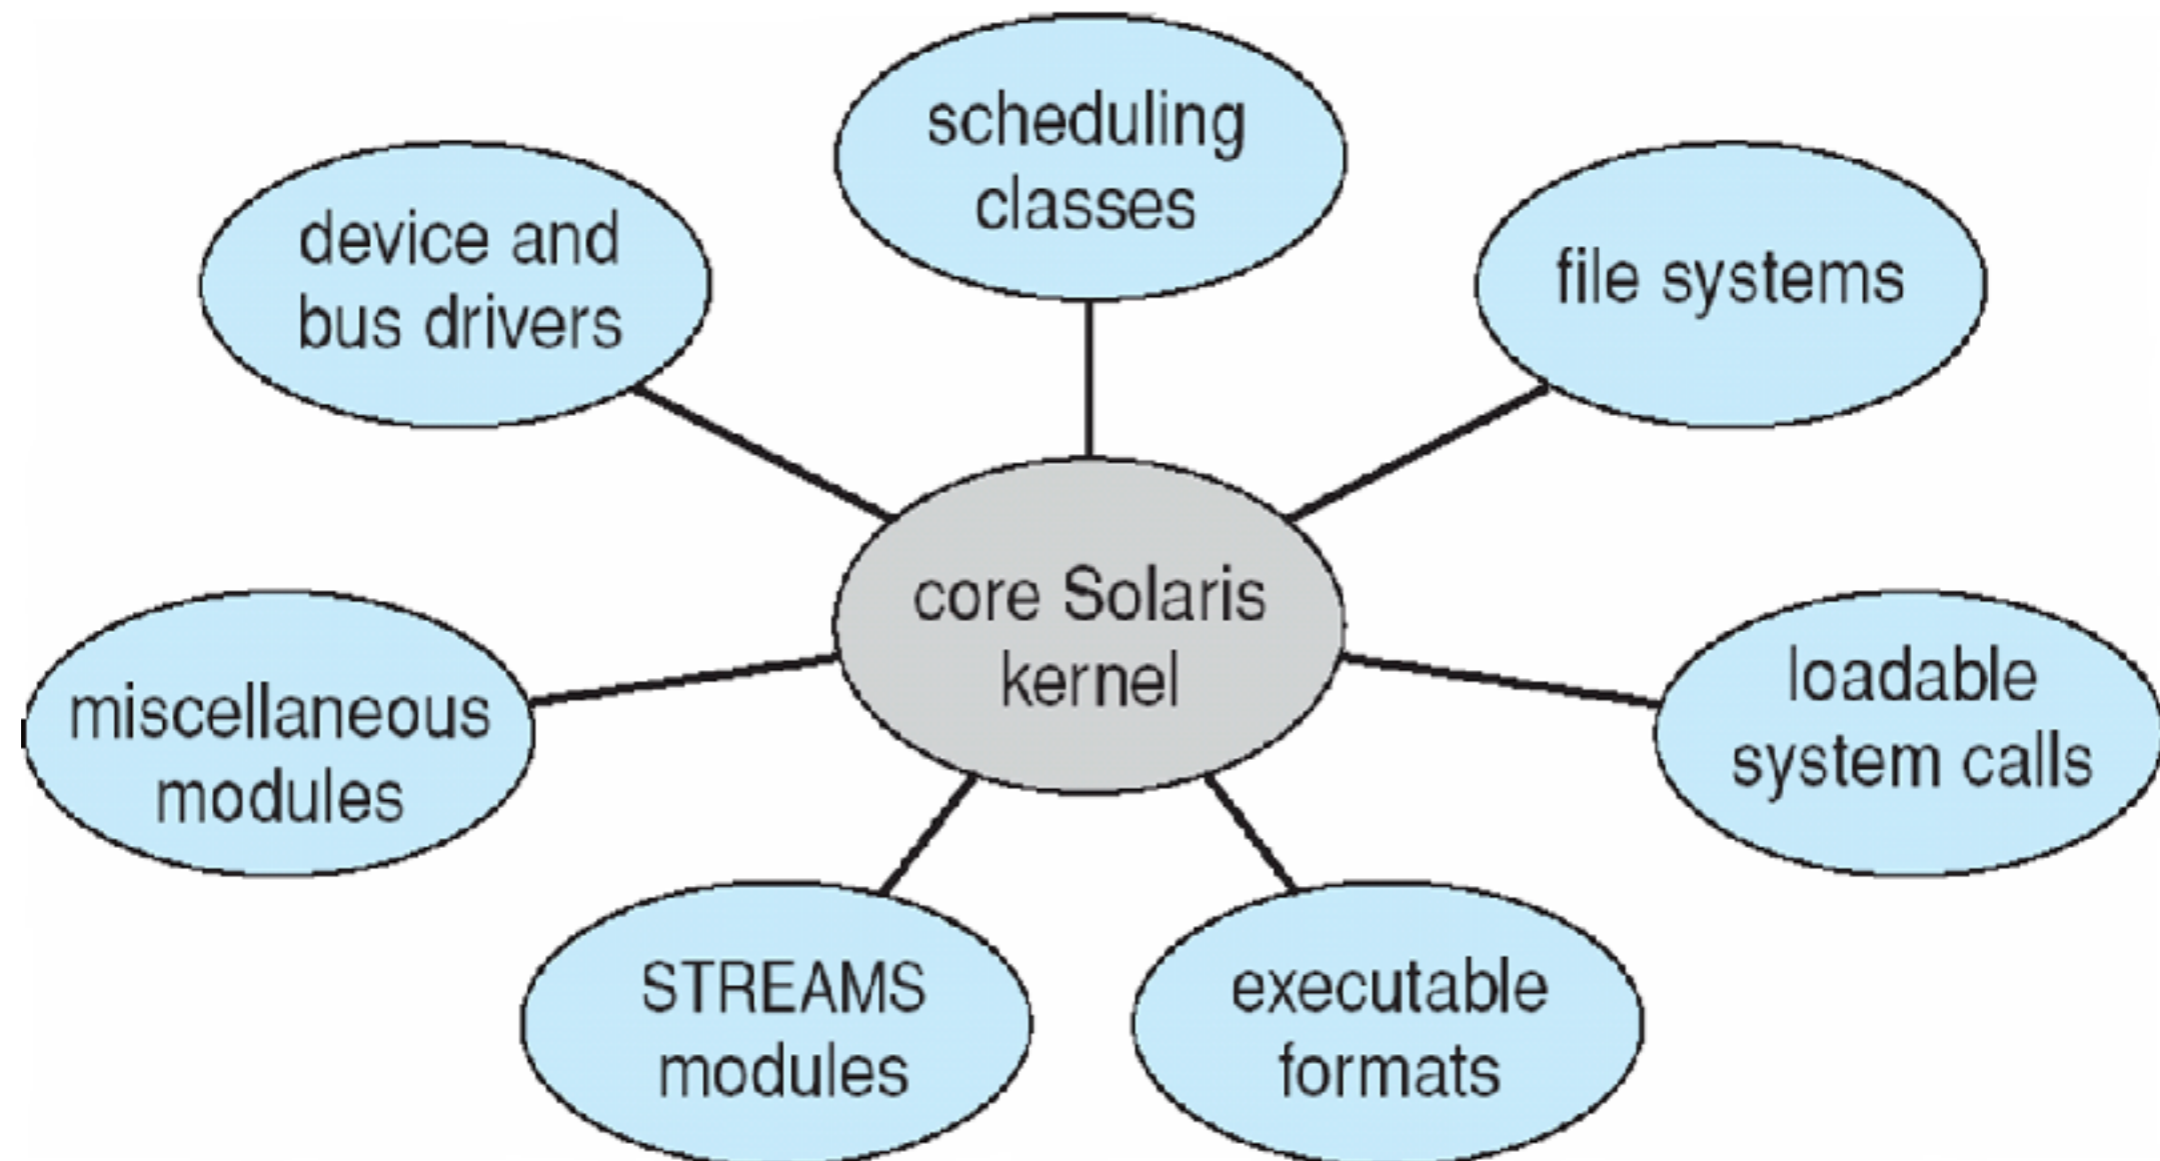 scheduling
classes
device and
bus drivers
file systems
core Solaris
kernel
miscellaneous
modules
loadable
system calls
STREAMS
modules
executable
formats